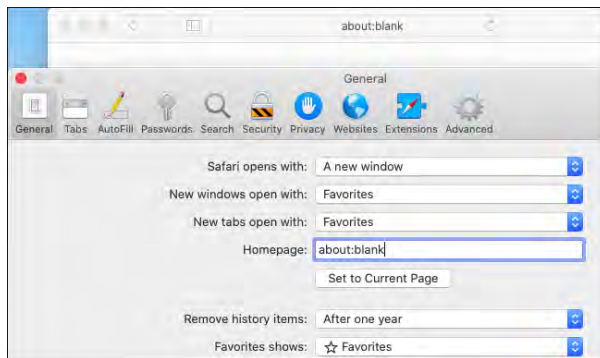 about:blank
General
General Tabs AutoFill Passwords Search Security Privacy Websites Extensions Advanced
Safari opens with: A new window
New windows open with: Favorites
New tabs open with: Favorites
Homepage: about:blank
Set to Current Page
Remove history items: After one year
Favorites shows: ☆ Favorites